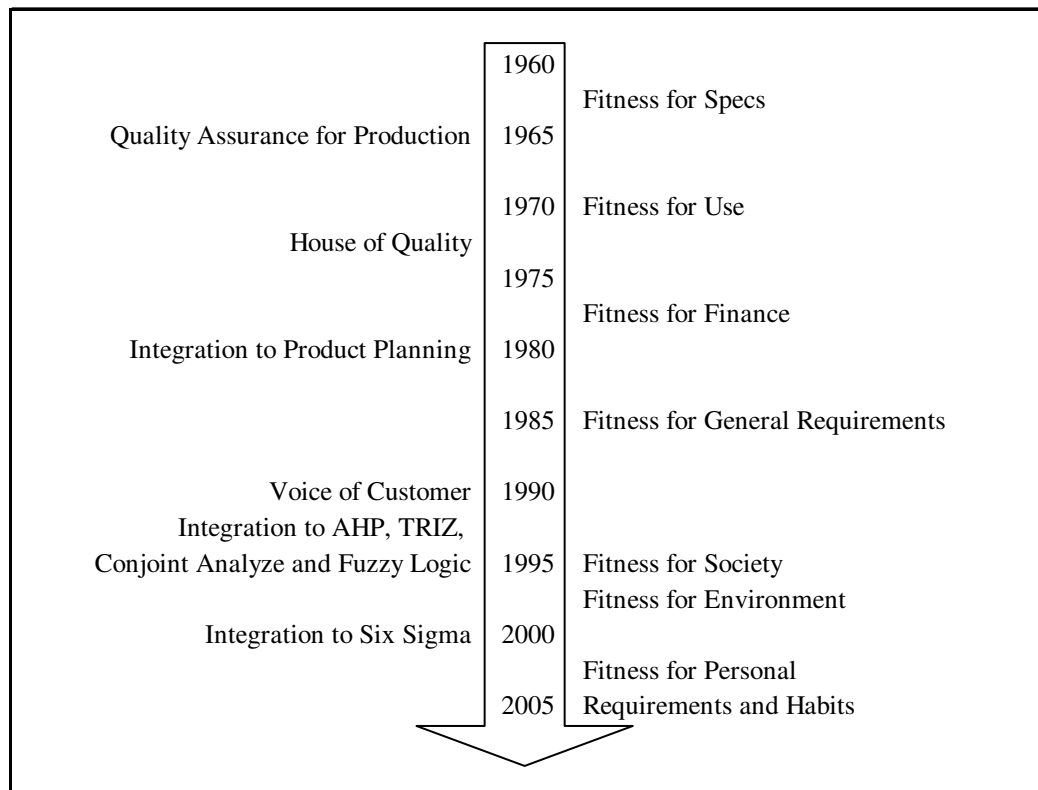 1960
Fitness for Specs
Quality Assurance for Production 1965
1970 Fitness for Use
House of Quality
1975
Fitness for Finance
Integration to Product Planning 1980
1985 Fitness for General Requirements
Voice of Customer 1990
Integration to AHP, TRIZ,
Conjoint Analyze and Fuzzy Logic 1995 Fitness for Society
Fitness for Environment
Integration to Six Sigma 2000
Fitness for Personal
2005 Requirements and Habits